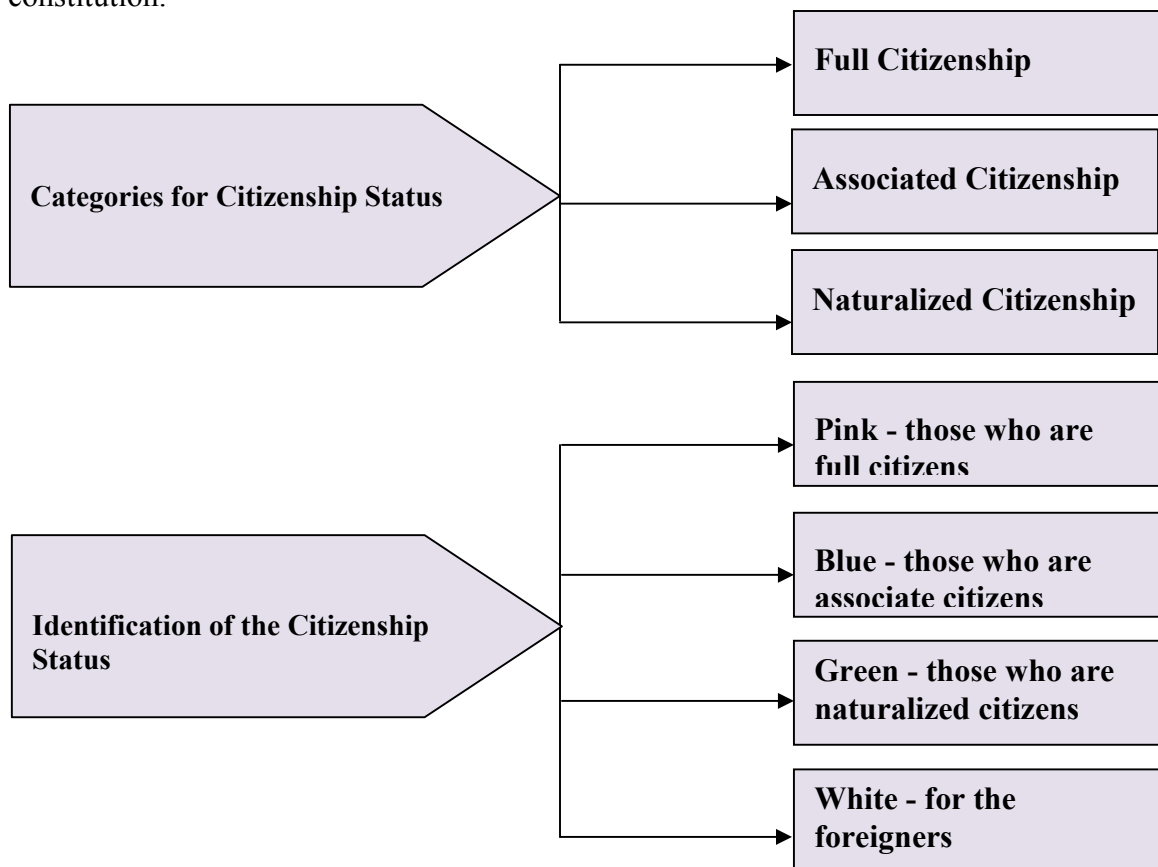 constitution.
Full Citizenship
Categories for Citizenship Status
Associated Citizenship
Naturalized Citizenship
Pink - those who are
full citizens
Blue - those who are
associate citizens
Identification of the Citizenship
Status
Green - those who are
naturalized citizens
White - for the
foreigners